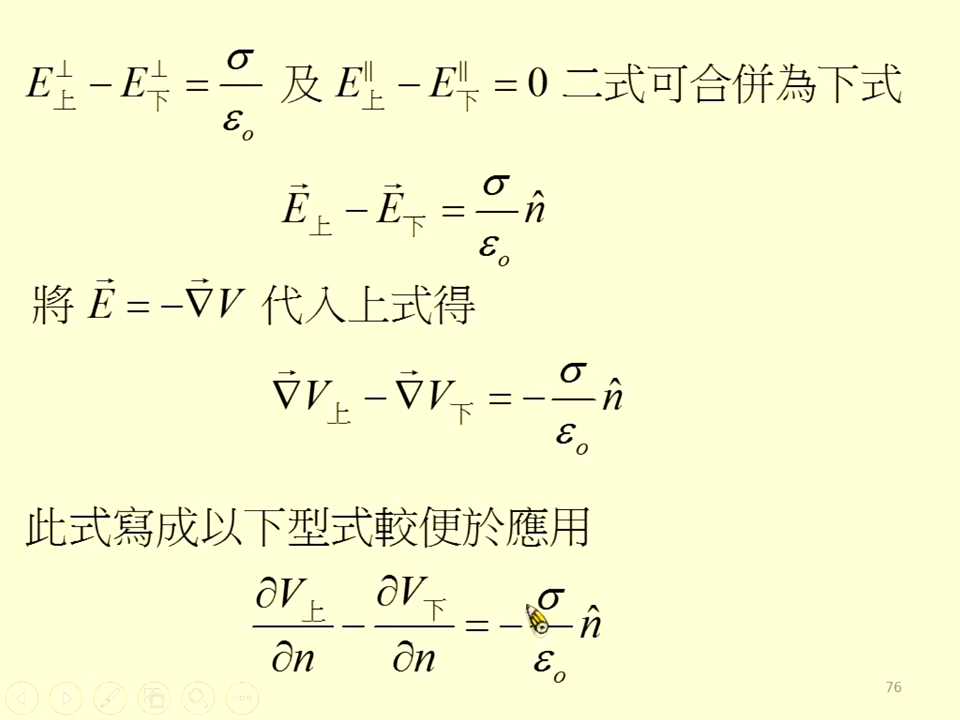 E⊥上 − E⊥下 = σ/εo 及 E∥上 − E∥下 = 0 二式可合併為下式
E⃗上 − E⃗下 = σ/εo n̂
將 E⃗ = −∇⃗V 代入上式得
∇⃗V上 − ∇⃗V下 = − σ/εo n̂
此式寫成以下型式較便於應用
∂V上/∂n − ∂V下/∂n = − σ/εo n̂
76